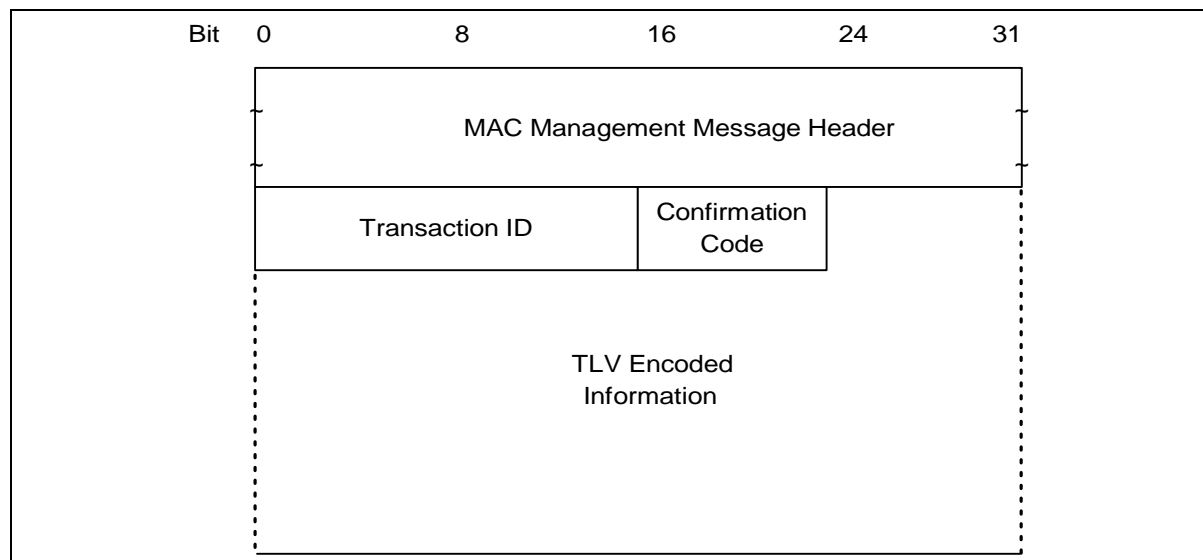 Bit 0 8 16 24 31
~ ~
MAC Management Message Header
~ ~
Transaction ID
Confirmation
Code
TLV Encoded
Information